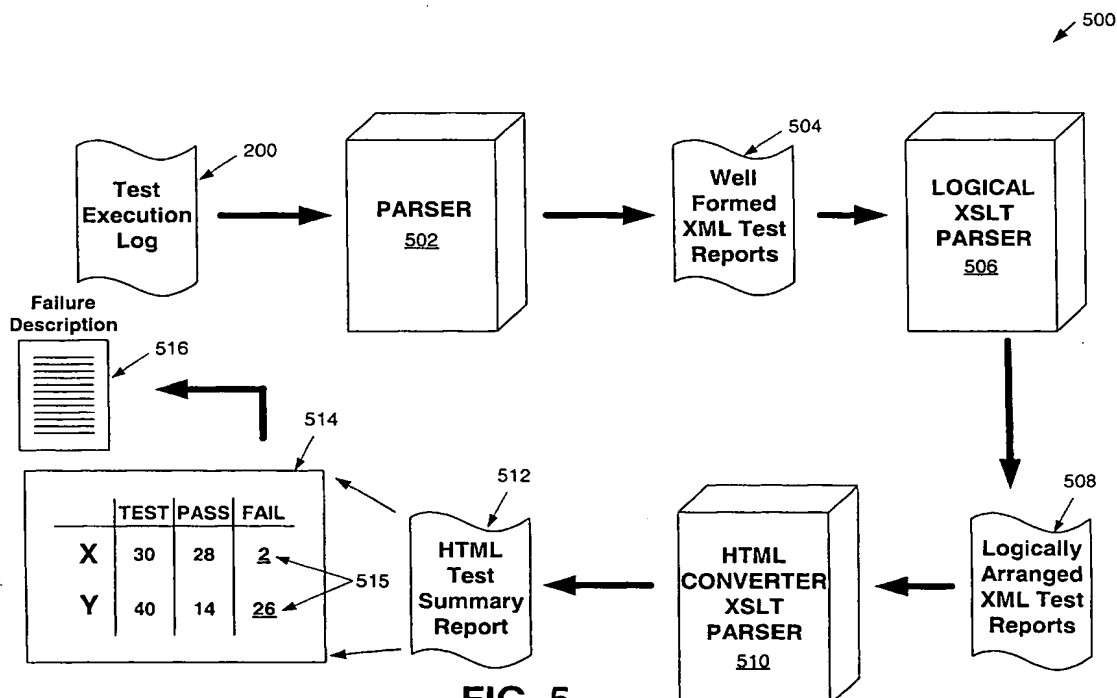 500
Test
Execution
Log
200
PARSER
502
504
Well
Formed
XML Test
Reports
LOGICAL
XSLT
PARSER
506
Failure
Description
516
514
TEST PASS FAIL
X 30 28 2
Y 40 14 26
515
512
HTML
Test
Summary
Report
HTML
CONVERTER
XSLT
PARSER
510
508
Logically
Arranged
XML Test
Reports
FIG. 5